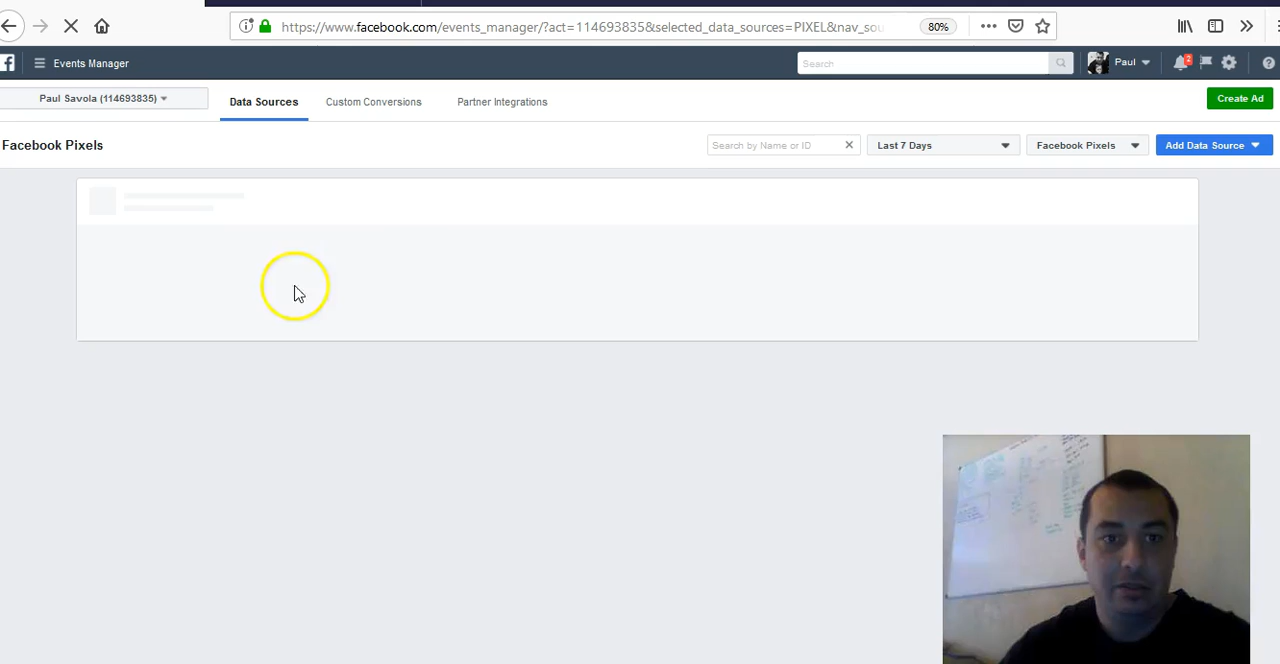 https://www.facebook.com/events_manager/?act=114693835&selected_data_sources=PIXEL&nav_sou
80%
Events Manager
Search
Paul
2
Paul Savola (114693835)
Data Sources
Custom Conversions
Partner Integrations
Create Ad
Facebook Pixels
Search by Name or ID
Last 7 Days
Facebook Pixels
Add Data Source